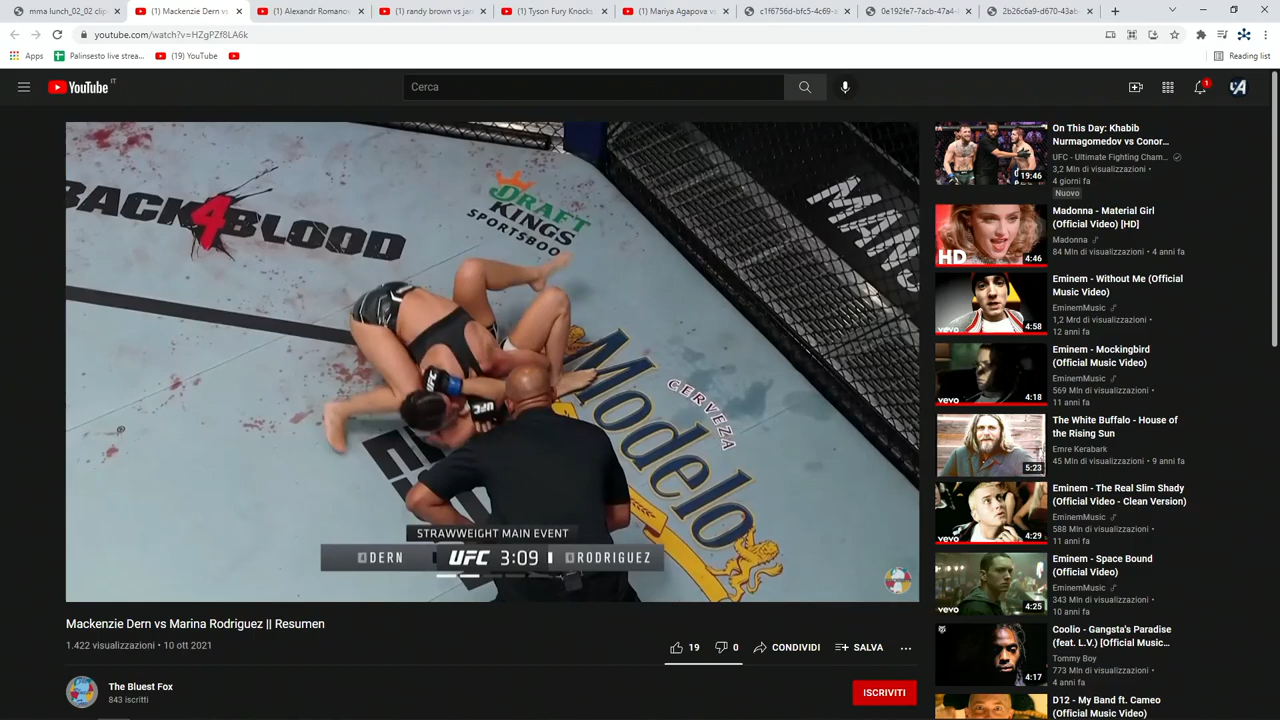 mma lunch_02_02 clip
(1) Mackenzie Dern vs
(1) Alexandr Romano
(1) randy brown vs jar
(1) Tyson Fury Knocks
(1) Mariya Agapova vs
c1f6756d-bfc5-4c69-a
0e192fe7-7acb-47a4-b
2b26c6a9-d670-43ab
youtube.com/watch?v=HZgPZf8LA6k
Apps
Palinsesto live strea...
(19) YouTube
Reading list
YouTube IT
Cerca
1
BACK4BLOOD
DRAFT
KINGS
SPORTSBOO
CERVEZA
Modelo
UFC
UFC
STRAWWEIGHT MAIN EVENT
4 DERN
UFC 3:09
6 RODRIGUEZ
Mackenzie Dern vs Marina Rodriguez || Resumen
1.422 visualizzazioni • 10 ott 2021
19
0
CONDIVIDI
SALVA
The Bluest Fox
843 iscritti
ISCRIVITI
On This Day: Khabib
Nurmagomedov vs Conor...
UFC - Ultimate Fighting Cham...
3,2 Mln di visualizzazioni •
4 giorni fa
Nuovo
19:46
Madonna - Material Girl
(Official Video) [HD]
Madonna
84 Mln di visualizzazioni • 4 anni fa
HD
4:46
Eminem - Without Me (Official
Music Video)
EminemMusic
1,2 Mrd di visualizzazioni •
12 anni fa
vevo
4:58
Eminem - Mockingbird
(Official Music Video)
EminemMusic
569 Mln di visualizzazioni •
11 anni fa
vevo
4:18
The White Buffalo - House of
the Rising Sun
Emre Kerabark
45 Mln di visualizzazioni • 9 anni fa
5:23
Eminem - The Real Slim Shady
(Official Video - Clean Version)
EminemMusic
588 Mln di visualizzazioni •
11 anni fa
vevo
4:29
Eminem - Space Bound
(Official Video)
EminemMusic
343 Mln di visualizzazioni •
10 anni fa
vevo
4:25
Coolio - Gangsta's Paradise
(feat. L.V.) [Official Music...
Tommy Boy
773 Mln di visualizzazioni •
4 anni fa
4:17
D12 - My Band ft. Cameo
(Official Music Video)